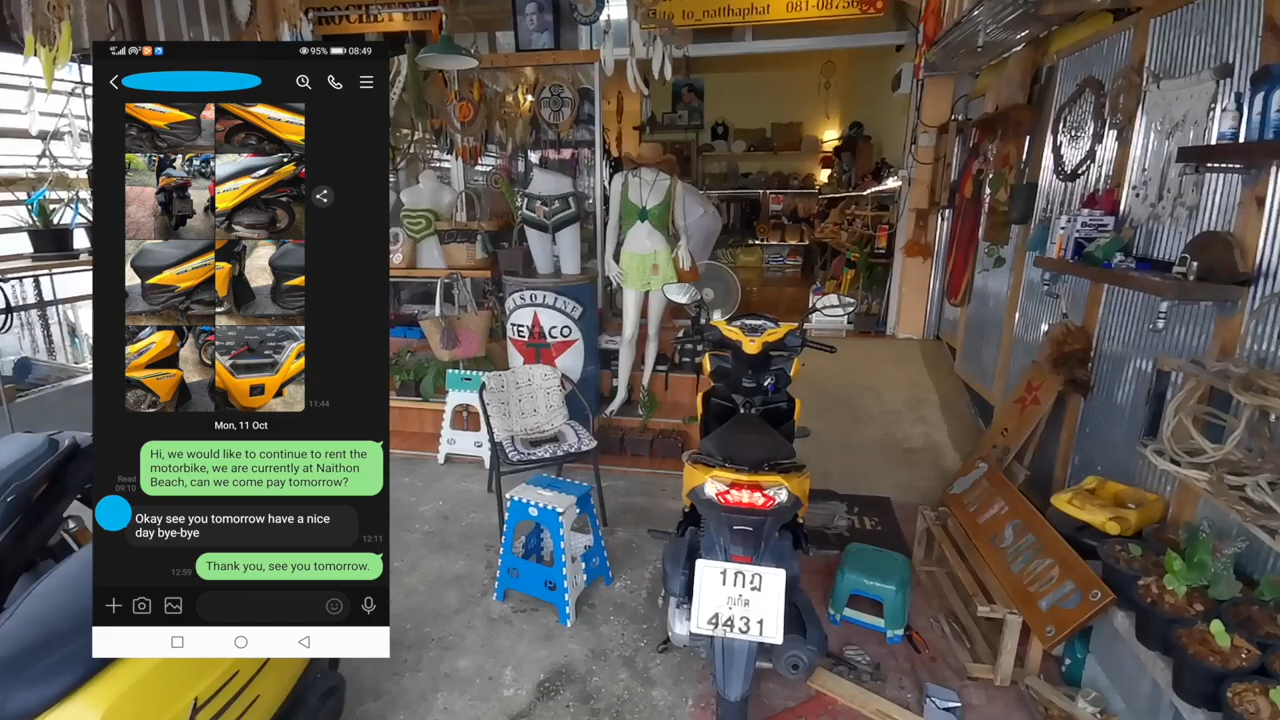 95% 08:49
11:44
Mon, 11 Oct
Hi, we would like to continue to rent the
motorbike, we are currently at Naithon
Beach, can we come pay tomorrow?
Read
09:10
Okay see you tomorrow have a nice
day bye-bye
12:11
Thank you, see you tomorrow.
12:59
to_natthaphat 081-0875
GASOLINE
TEXACO
T
1กฎ
ภูเก็ต
4431
SHOP